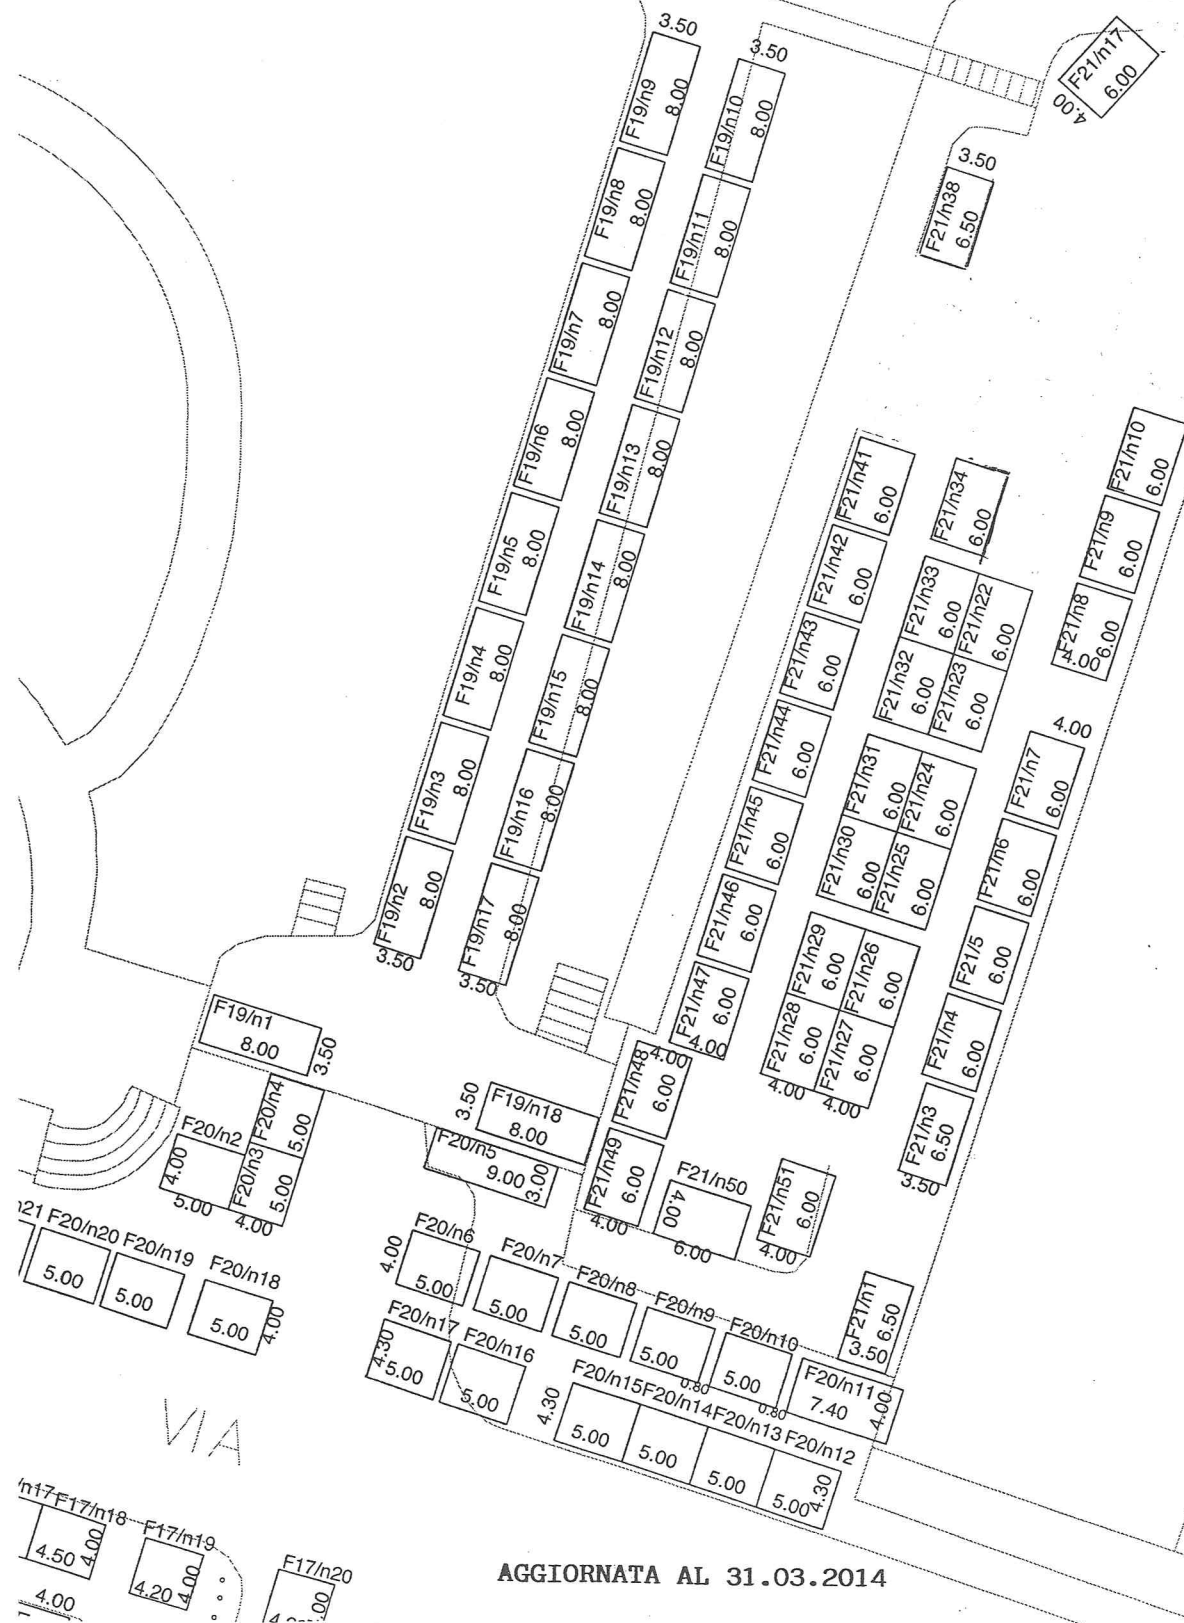 3.50
F19/n9
8.00
3.50
F19/n10
8.00
F21/n17
6.00
4.00
F19/n8
8.00
F19/n11
8.00
3.50
F21/n38
6.50
F19/n7
8.00
F19/n12
8.00
F19/n6
8.00
F19/n13
8.00
F21/n41
6.00
F21/n34
6.00
F21/n10
6.00
F19/n5
8.00
F19/n14
8.00
F21/n42
6.00
F21/n33
6.00
F21/n22
6.00
F21/n9
6.00
F21/n8
6.00
4.00
F19/n4
8.00
F19/n15
8.00
F21/n43
6.00
F21/n32
6.00
F21/n23
6.00
F19/n3
8.00
F19/n16
8.00
F21/n44
6.00
F21/n31
6.00
F21/n24
6.00
4.00
F21/n7
6.00
F19/n2
8.00
3.50
F19/n17
8.00
3.50
F21/n45
6.00
F21/n30
6.00
F21/n25
6.00
F21/n6
6.00
F21/n46
6.00
F21/n29
6.00
F21/n26
6.00
F21/5
6.00
F21/n47
6.00
4.00
F21/n28
6.00
4.00
F21/n27
6.00
4.00
F21/n4
6.00
F19/n1
8.00
3.50
F20/n4
5.00
F20/n2
4.00
5.00
F20/n3
5.00
4.00
3.50
F19/n18
8.00
F20/n5
9.00
3.00
4.00
F21/n48
6.00
F21/n49
6.00
4.00
F21/n50
4.00
6.00
F21/n51
6.00
4.00
F21/n3
6.50
3.50
n21
F20/n20
5.00
F20/n19
5.00
F20/n18
5.00
4.00
F20/n6
4.00
5.00
F20/n7
5.00
F20/n8
5.00
F20/n9
5.00
0.80
F20/n10
5.00
0.80
F21/n1
6.50
3.50
F20/n11
7.40
4.00
F20/n17
4.30
5.00
F20/n16
5.00
4.30
F20/n15
5.00
F20/n14
5.00
F20/n13
5.00
F20/n12
5.00
4.30
VIA
/n17
F17/n18
4.50
4.00
F17/n19
4.20
4.00
F17/n20
4.00
AGGIORNATA AL 31.03.2014